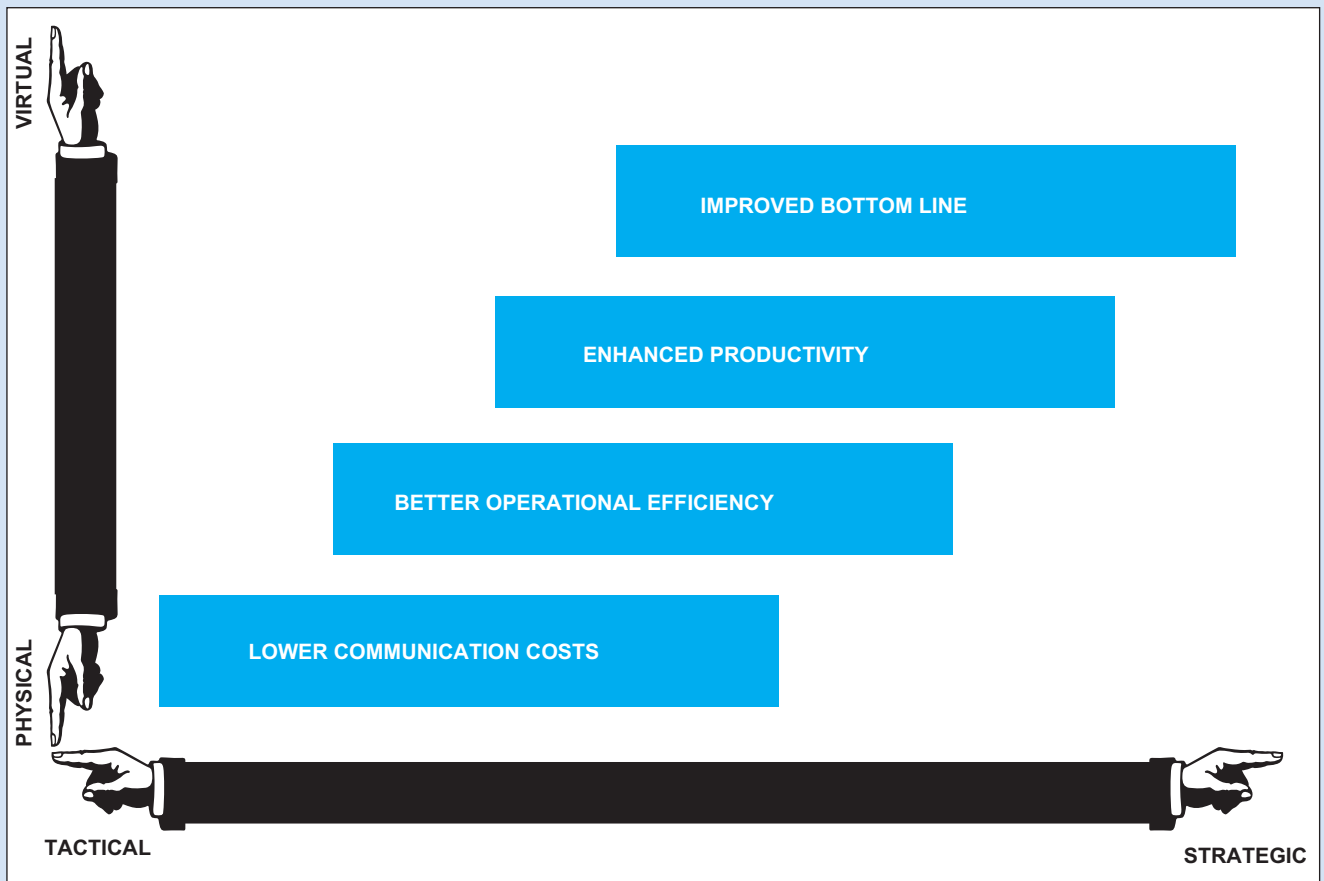 VIRTUAL
IMPROVED BOTTOM LINE
ENHANCED PRODUCTIVITY
BETTER OPERATIONAL EFFICIENCY
LOWER COMMUNICATION COSTS
PHYSICAL
TACTICAL
STRATEGIC